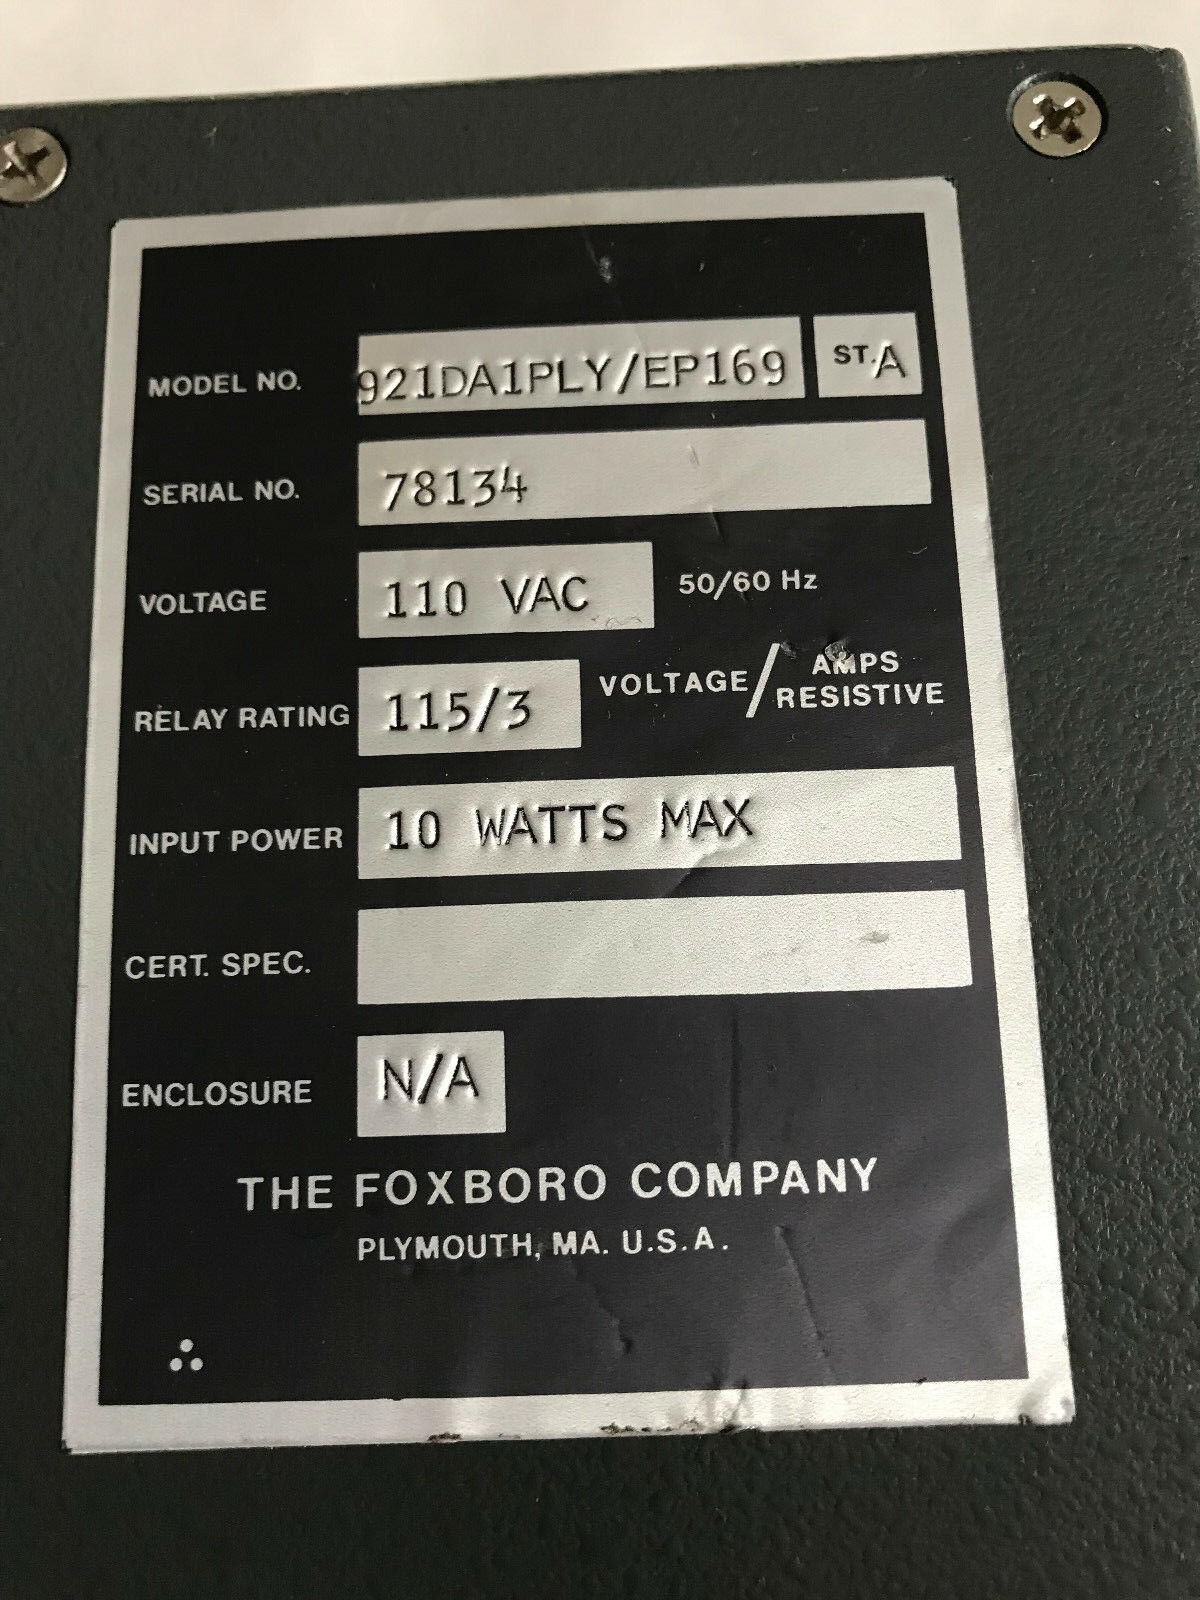 MODEL NO. 921DA1PLY/EP169 ST. A
SERIAL NO. 78134
VOLTAGE 110 VAC 50/60 Hz
RELAY RATING 115/3 VOLTAGE/AMPS RESISTIVE
INPUT POWER 10 WATTS MAX
CERT. SPEC.
ENCLOSURE N/A
THE FOXBORO COMPANY
PLYMOUTH, MA. U.S.A.